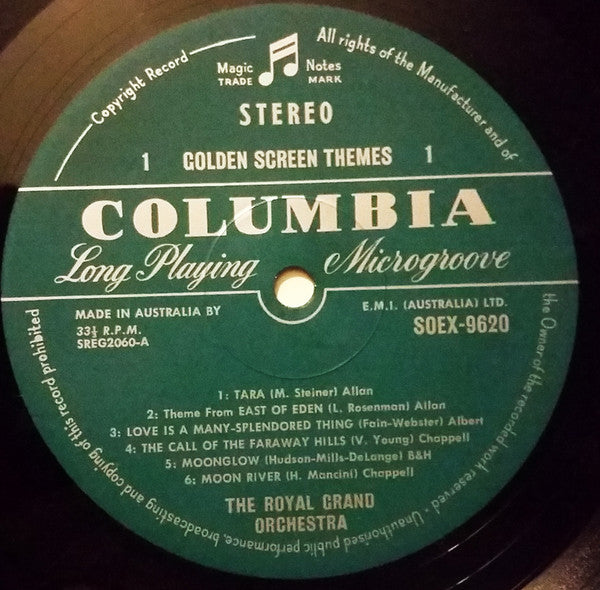 Copyright Record — All rights of the Manufacturer and of the Owner of the recorded work reserved - Unauthorised public performance, broadcasting and copying of this record prohibited
Magic Notes
TRADE MARK
STEREO
1 GOLDEN SCREEN THEMES 1
COLUMBIA
Long Playing Microgroove
MADE IN AUSTRALIA BY E.M.I. (AUSTRALIA) LTD.
33⅓ R.P.M. SOEX-9620
SREG2060-A
1: TARA (M. Steiner) Allan
2: Theme From EAST OF EDEN (L. Rosenman) Allan
3: LOVE IS A MANY-SPLENDORED THING (Fain-Webster) Albert
4: THE CALL OF THE FARAWAY HILLS (V. Young) Chappell
5: MOONGLOW (Hudson-Mills-DeLange) B&H
6: MOON RIVER (H. Mancini) Chappell
THE ROYAL GRAND
ORCHESTRA